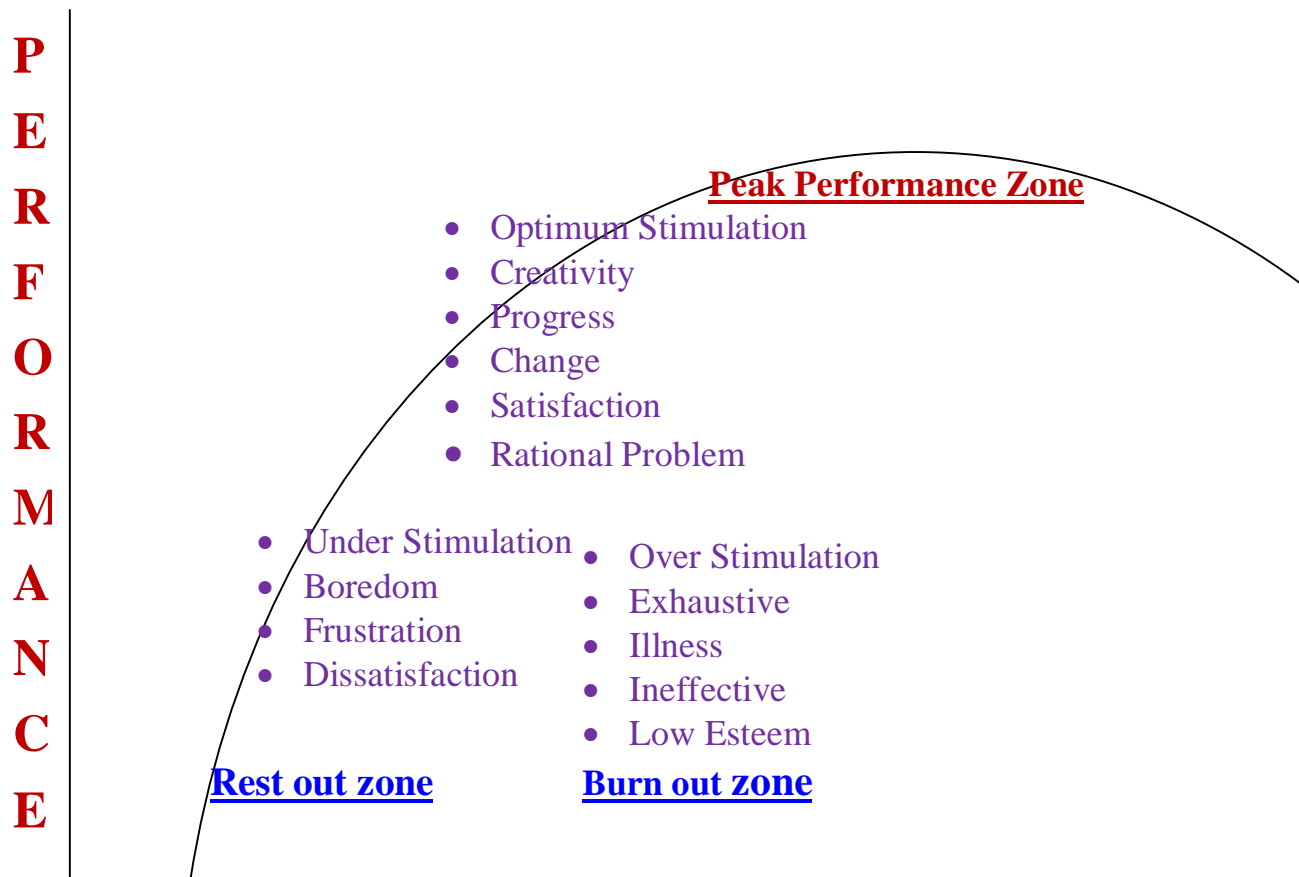 PERFORMANCE
Peak Performance Zone
• Optimum Stimulation
• Creativity
• Progress
• Change
• Satisfaction
• Rational Problem
• Under Stimulation
• Boredom
• Frustration
• Dissatisfaction
Rest out zone
• Over Stimulation
• Exhaustive
• Illness
• Ineffective
• Low Esteem
Burn out zone